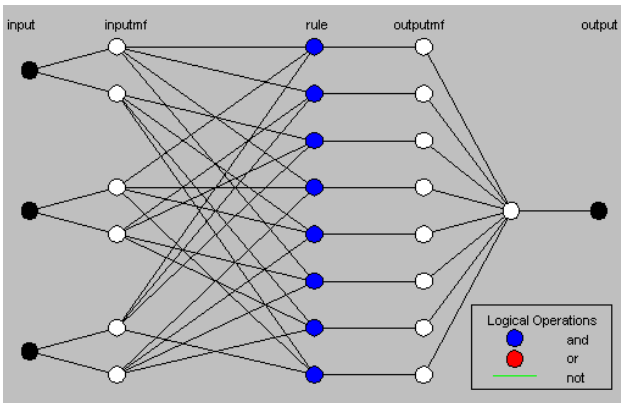 input inputmf rule outputmf output
Logical Operations
and
or
not